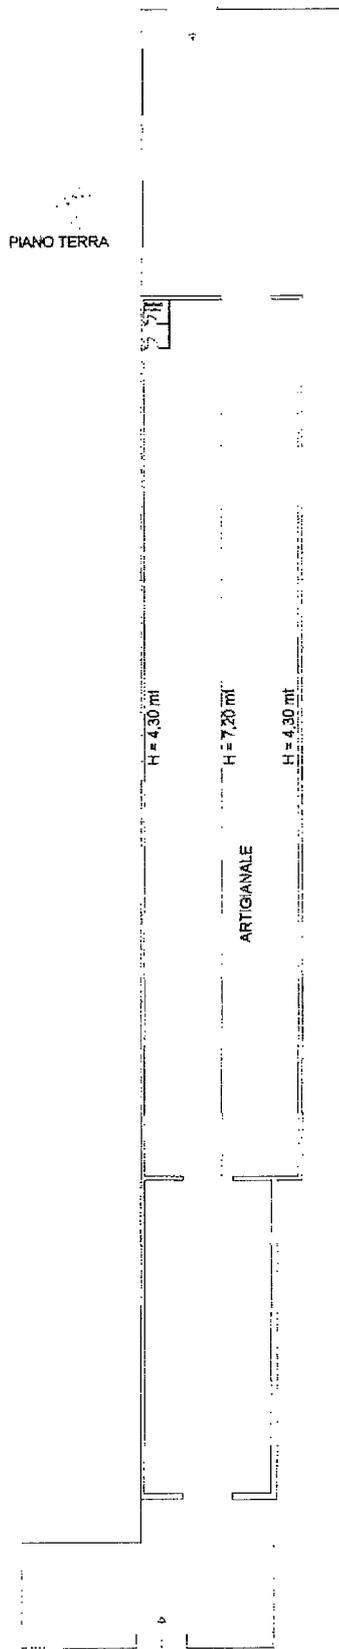 PIANO TERRA
H = 4,30 mt
H = 7,20 mt
H = 4,30 mt
ARTIGIANALE